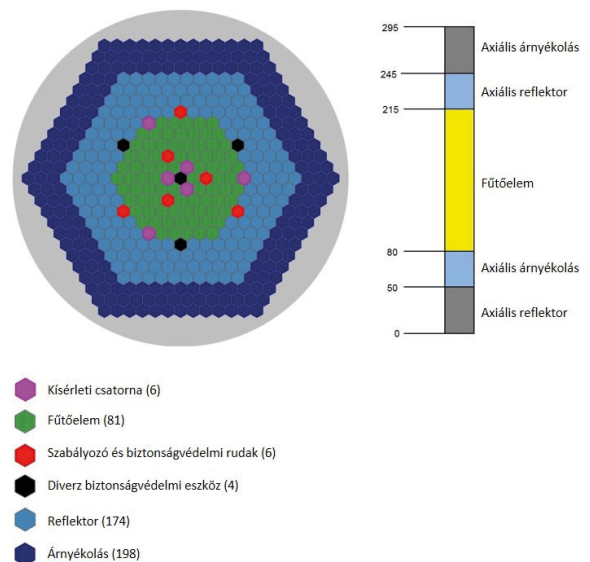 295
Axiális árnyékolás
245
Axiális reflektor
215
Fűtőelem
80
Axiális árnyékolás
50
Axiális reflektor
0
Kísérleti csatorna (6)
Fűtőelem (81)
Szabályozó és biztonságvédelmi rudak (6)
Diverz biztonságvédelmi eszköz (4)
Reflektor (174)
Árnyékolás (198)